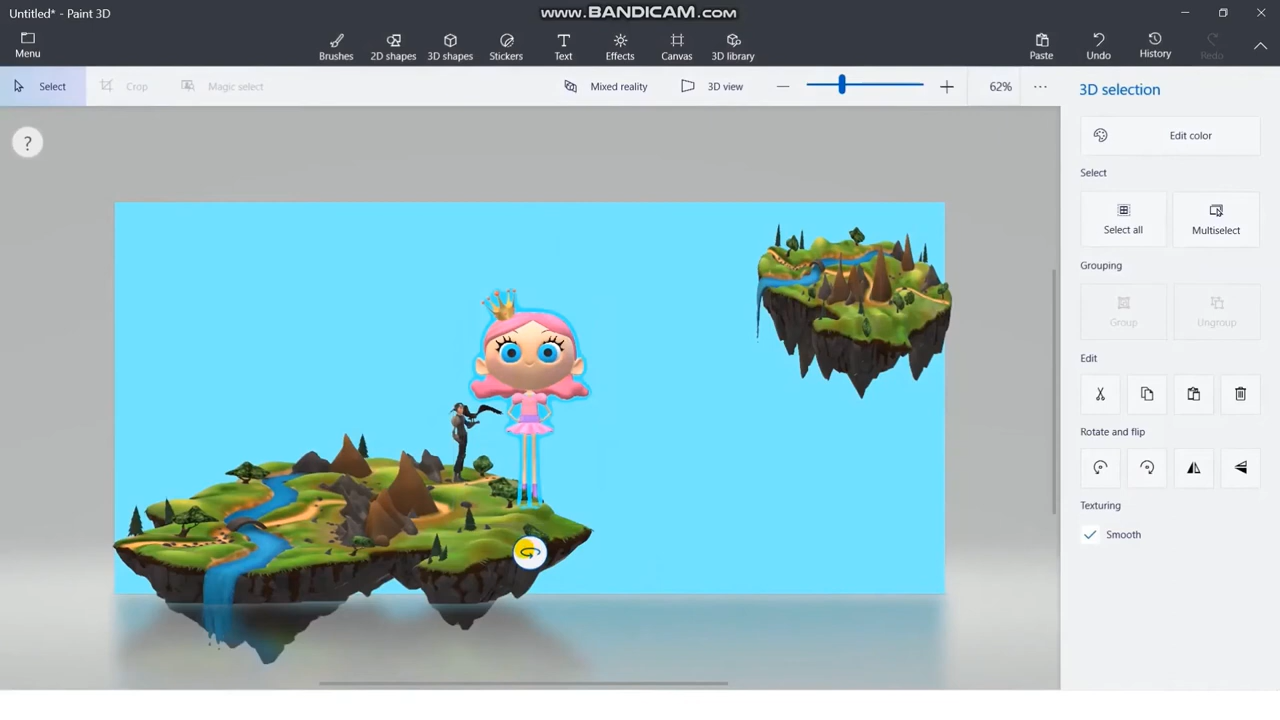 Untitled* - Paint 3D
www.BANDICAM.com
Menu
Brushes
2D shapes
3D shapes
Stickers
Text
Effects
Canvas
3D library
Paste
Undo
History
Redo
Select
Crop
Magic select
Mixed reality
3D view
62%
?
3D selection
Edit color
Select
Select all
Multiselect
Grouping
Group
Ungroup
Edit
Rotate and flip
Texturing
Smooth